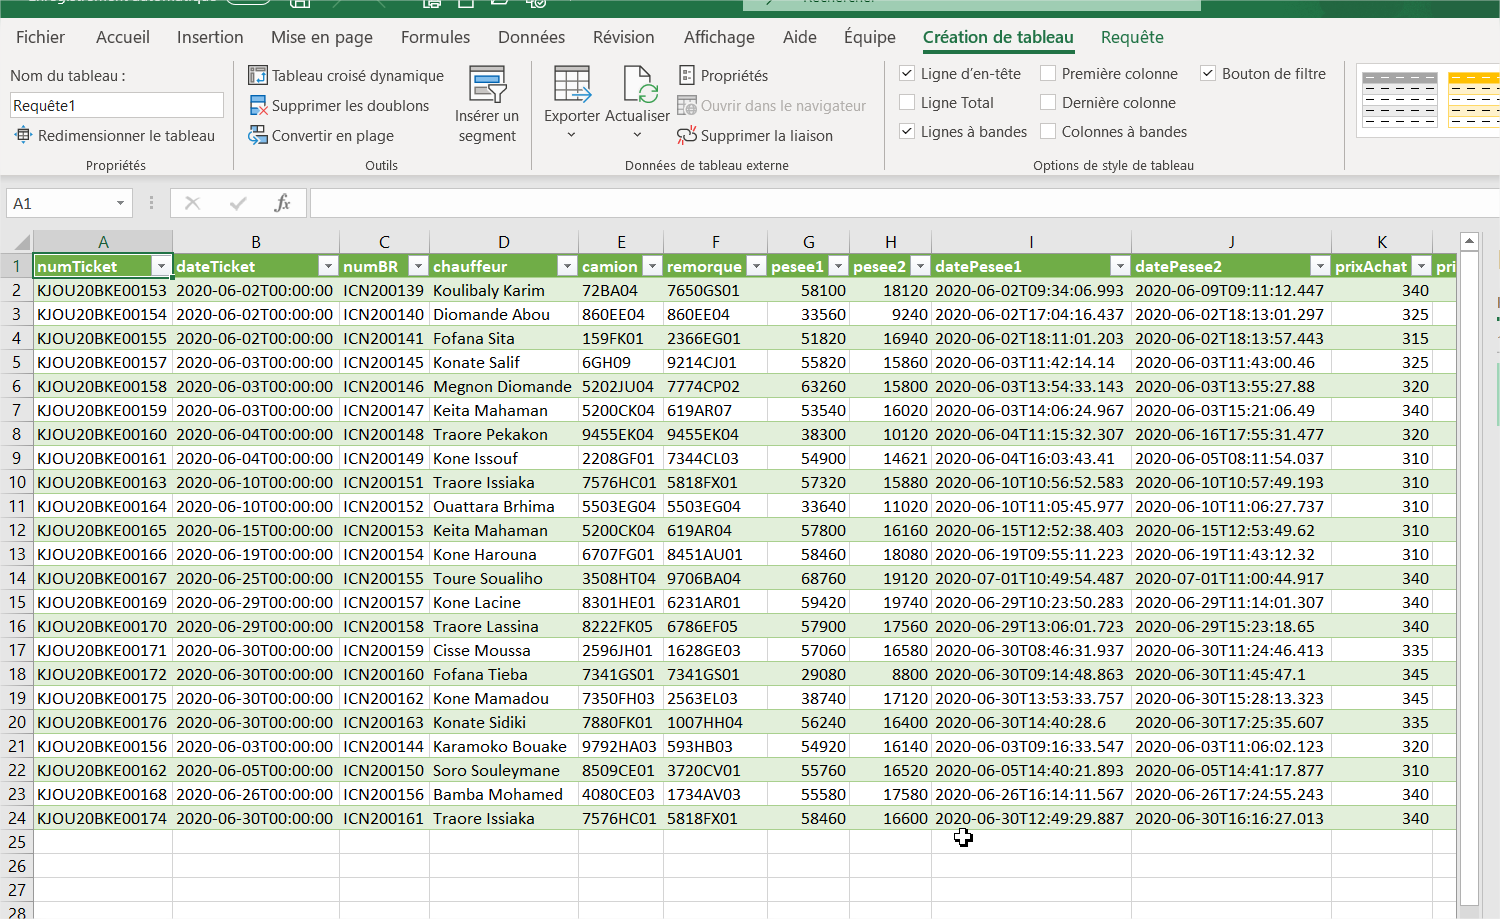 Fichier Accueil Insertion Mise en page Formules Données Révision Affichage Aide Équipe Création de tableau Requête
Nom du tableau :
Requête1
Redimensionner le tableau
Propriétés
Tableau croisé dynamique
Supprimer les doublons
Convertir en plage
Insérer un
segment
Outils
Exporter Actualiser
Propriétés
Ouvrir dans le navigateur
Supprimer la liaison
Données de tableau externe
Ligne d'en-tête Première colonne Bouton de filtre
Ligne Total Dernière colonne
Lignes à bandes Colonnes à bandes
Options de style de tableau
A1 fx
A B C D E F G H I J K
1 numTicket dateTicket numBR chauffeur camion remorque pesee1 pesee2 datePesee1 datePesee2 prixAchat pri
2 KJOU20BKE00153 2020-06-02T00:00:00 ICN200139 Koulibaly Karim 72BA04 7650GS01 58100 18120 2020-06-02T09:34:06.993 2020-06-09T09:11:12.447 340
3 KJOU20BKE00154 2020-06-02T00:00:00 ICN200140 Diomande Abou 860EE04 860EE04 33560 9240 2020-06-02T17:04:16.437 2020-06-02T18:13:01.297 325
4 KJOU20BKE00155 2020-06-02T00:00:00 ICN200141 Fofana Sita 159FK01 2366EG01 51820 16940 2020-06-02T18:11:01.203 2020-06-02T18:13:57.443 315
5 KJOU20BKE00157 2020-06-03T00:00:00 ICN200145 Konate Salif 6GH09 9214CJ01 55820 15860 2020-06-03T11:42:14.14 2020-06-03T11:43:00.46 325
6 KJOU20BKE00158 2020-06-03T00:00:00 ICN200146 Megnon Diomande 5202JU04 7774CP02 63260 15800 2020-06-03T13:54:33.143 2020-06-03T13:55:27.88 320
7 KJOU20BKE00159 2020-06-03T00:00:00 ICN200147 Keita Mahaman 5200CK04 619AR07 53540 16020 2020-06-03T14:06:24.967 2020-06-03T15:21:06.49 340
8 KJOU20BKE00160 2020-06-04T00:00:00 ICN200148 Traore Pekakon 9455EK04 9455EK04 38300 10120 2020-06-04T11:15:32.307 2020-06-16T17:55:31.477 320
9 KJOU20BKE00161 2020-06-04T00:00:00 ICN200149 Kone Issouf 2208GF01 7344CL03 54900 14621 2020-06-04T16:03:43.41 2020-06-05T08:11:54.037 310
10 KJOU20BKE00163 2020-06-10T00:00:00 ICN200151 Traore Issiaka 7576HC01 5818FX01 57320 15880 2020-06-10T10:56:52.583 2020-06-10T10:57:49.193 310
11 KJOU20BKE00164 2020-06-10T00:00:00 ICN200152 Ouattara Brhima 5503EG04 5503EG04 33640 11020 2020-06-10T11:05:45.977 2020-06-10T11:06:27.737 310
12 KJOU20BKE00165 2020-06-15T00:00:00 ICN200153 Keita Mahaman 5200CK04 619AR04 57800 16160 2020-06-15T12:52:38.403 2020-06-15T12:53:49.62 310
13 KJOU20BKE00166 2020-06-19T00:00:00 ICN200154 Kone Harouna 6707FG01 8451AU01 58460 18080 2020-06-19T09:55:11.223 2020-06-19T11:43:12.32 310
14 KJOU20BKE00167 2020-06-25T00:00:00 ICN200155 Toure Soualiho 3508HT04 9706BA04 68760 19120 2020-07-01T10:49:54.487 2020-07-01T11:00:44.917 340
15 KJOU20BKE00169 2020-06-29T00:00:00 ICN200157 Kone Lacine 8301HE01 6231AR01 59420 19740 2020-06-29T10:23:50.283 2020-06-29T11:14:01.307 340
16 KJOU20BKE00170 2020-06-29T00:00:00 ICN200158 Traore Lassina 8222FK05 6786EF05 57900 17560 2020-06-29T13:06:01.723 2020-06-29T15:23:18.65 340
17 KJOU20BKE00171 2020-06-30T00:00:00 ICN200159 Cisse Moussa 2596JH01 1628GE03 57060 16580 2020-06-30T08:46:31.937 2020-06-30T11:24:46.413 335
18 KJOU20BKE00172 2020-06-30T00:00:00 ICN200160 Fofana Tieba 7341GS01 7341GS01 29080 8800 2020-06-30T09:14:48.863 2020-06-30T11:45:47.1 345
19 KJOU20BKE00175 2020-06-30T00:00:00 ICN200162 Kone Mamadou 7350FH03 2563EL03 38740 17120 2020-06-30T13:53:33.757 2020-06-30T15:28:13.323 345
20 KJOU20BKE00176 2020-06-30T00:00:00 ICN200163 Konate Sidiki 7880FK01 1007HH04 56240 16400 2020-06-30T14:40:28.6 2020-06-30T17:25:35.607 335
21 KJOU20BKE00156 2020-06-03T00:00:00 ICN200144 Karamoko Bouake 9792HA03 593HB03 54920 16140 2020-06-03T09:16:33.547 2020-06-03T11:06:02.123 320
22 KJOU20BKE00162 2020-06-05T00:00:00 ICN200150 Soro Souleymane 8509CE01 3720CV01 55760 16520 2020-06-05T14:40:21.893 2020-06-05T14:41:17.877 310
23 KJOU20BKE00168 2020-06-26T00:00:00 ICN200156 Bamba Mohamed 4080CE03 1734AV03 55580 17580 2020-06-26T16:14:11.567 2020-06-26T17:24:55.243 340
24 KJOU20BKE00174 2020-06-30T00:00:00 ICN200161 Traore Issiaka 7576HC01 5818FX01 58460 16600 2020-06-30T12:49:29.887 2020-06-30T16:16:27.013 340
25
26
27
28